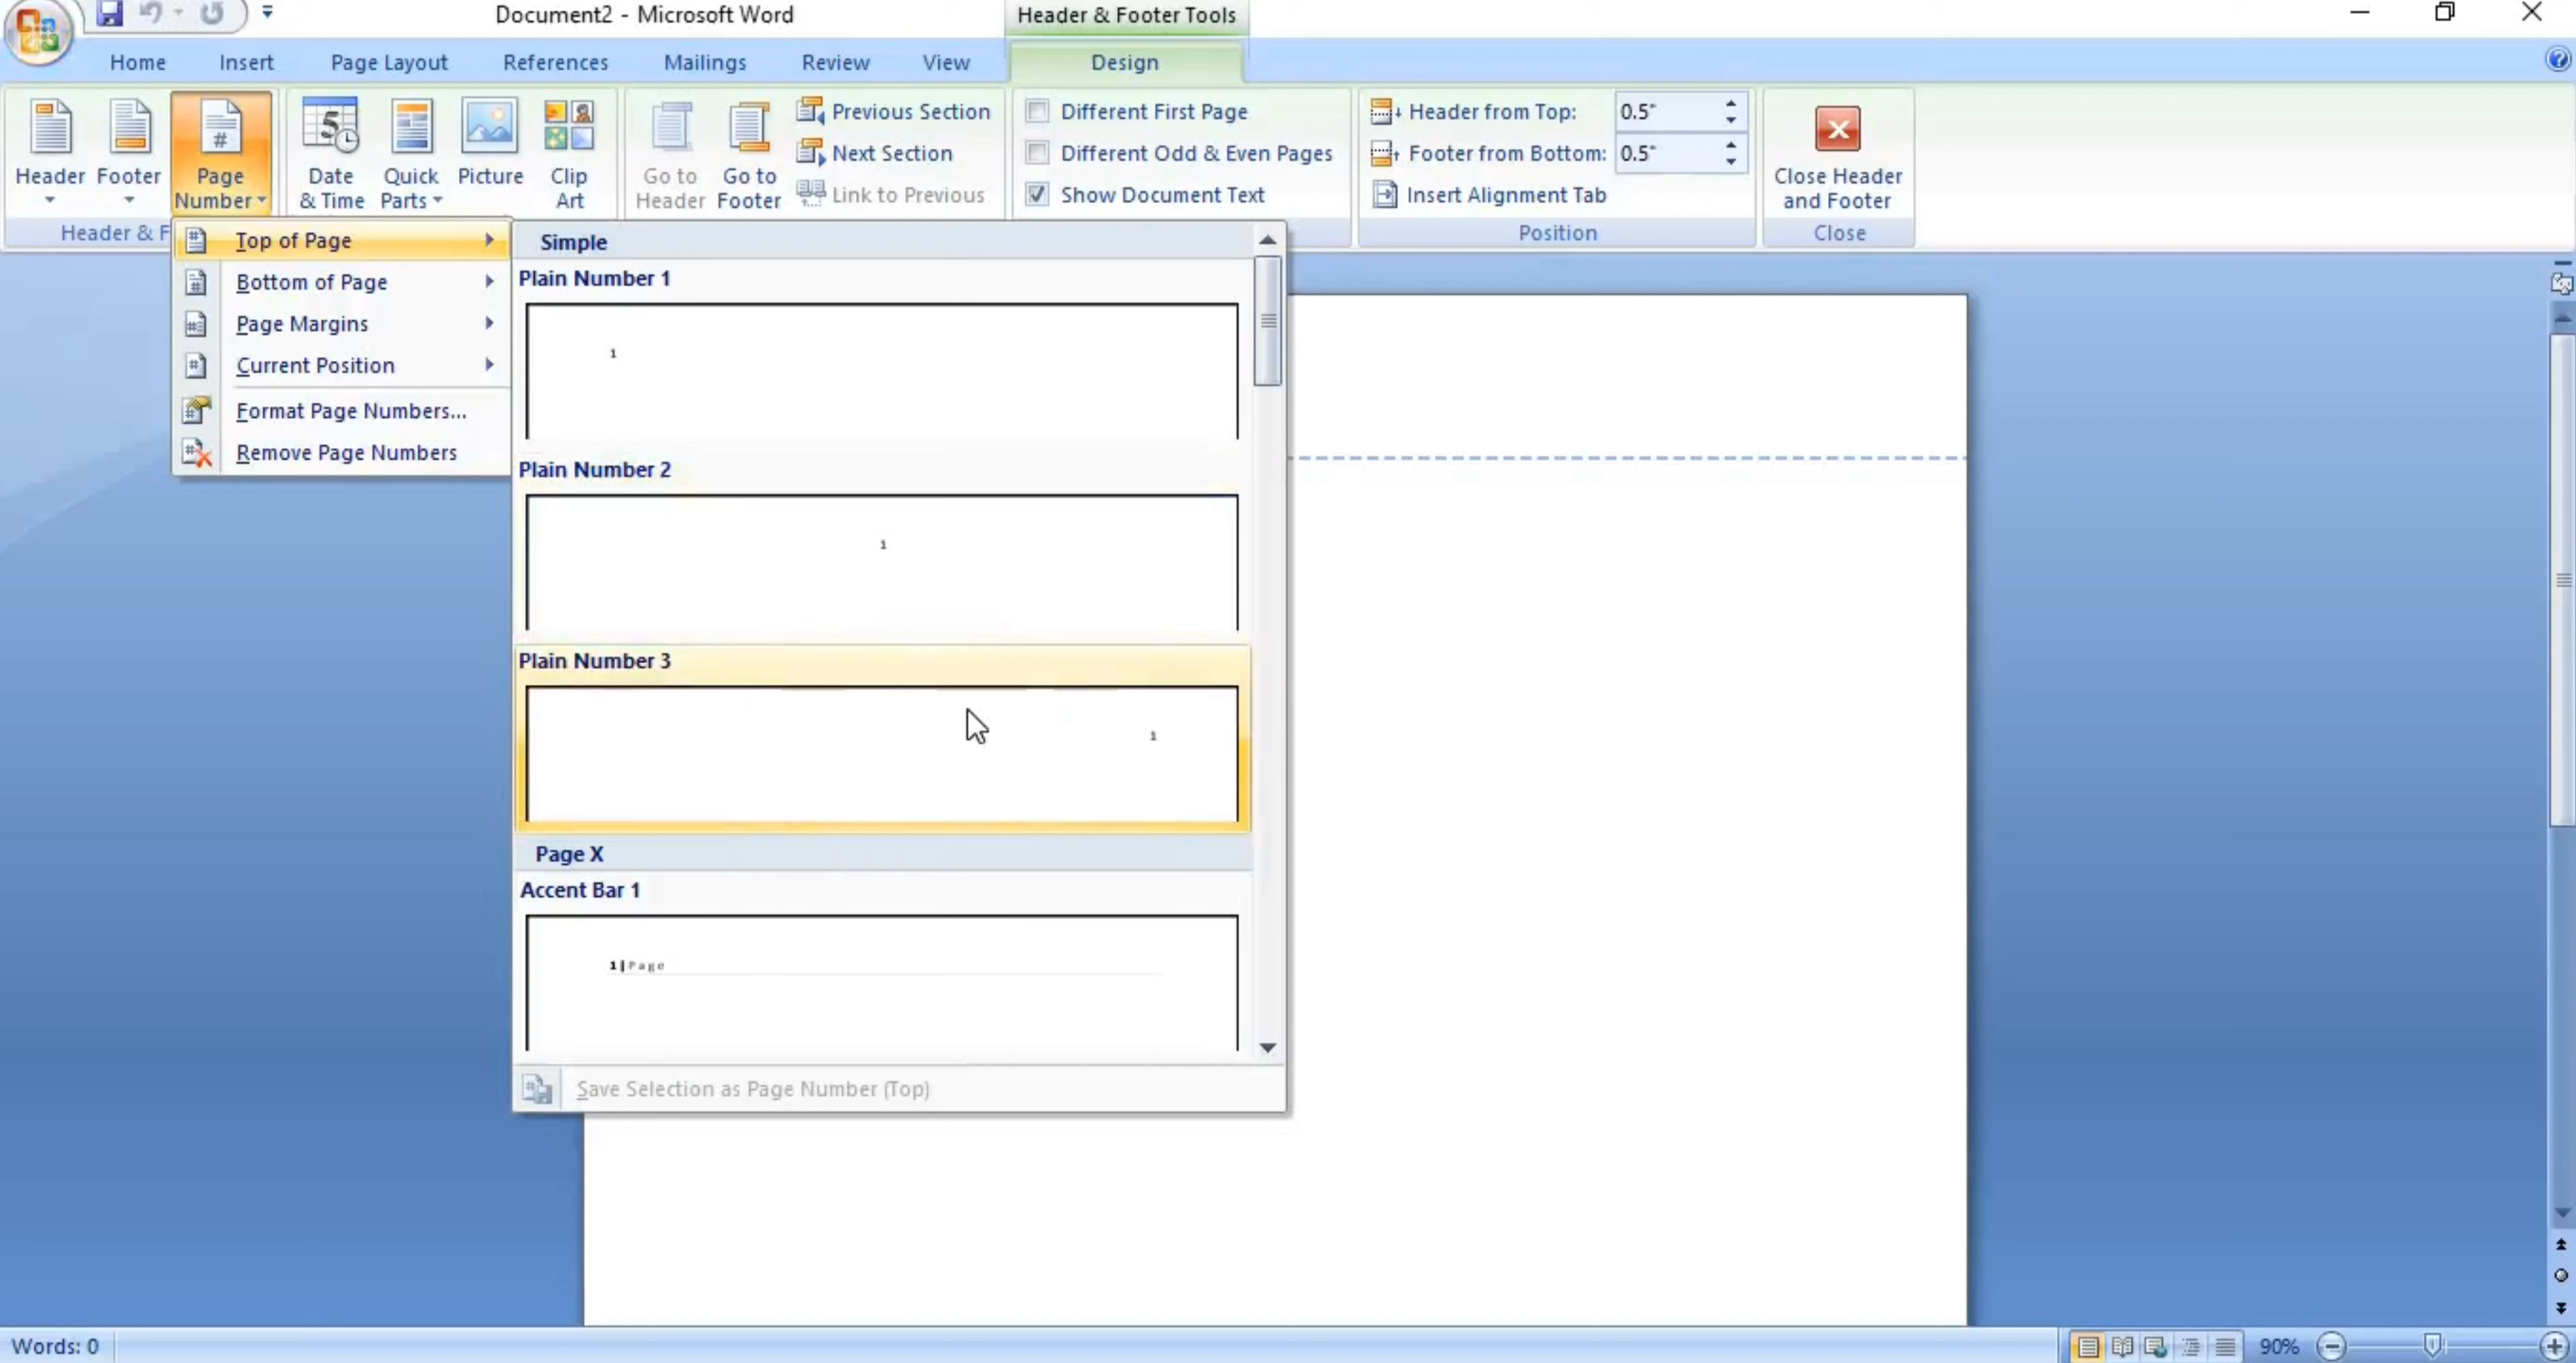 Document2 - Microsoft Word
Header & Footer Tools
Home Insert Page Layout References Mailings Review View Design
Header Footer Page Number
Date & Time Quick Parts Picture Clip Art
Go to Header Go to Footer
Previous Section
Next Section
Link to Previous
Different First Page
Different Odd & Even Pages
Show Document Text
Header from Top: 0.5"
Footer from Bottom: 0.5"
Insert Alignment Tab
Close Header and Footer
Header & F
Position
Close
Top of Page
Bottom of Page
Page Margins
Current Position
Format Page Numbers...
Remove Page Numbers
Simple
Plain Number 1
1
Plain Number 2
1
Plain Number 3
1
Page X
Accent Bar 1
1|Page
Save Selection as Page Number (Top)
Words: 0
90%